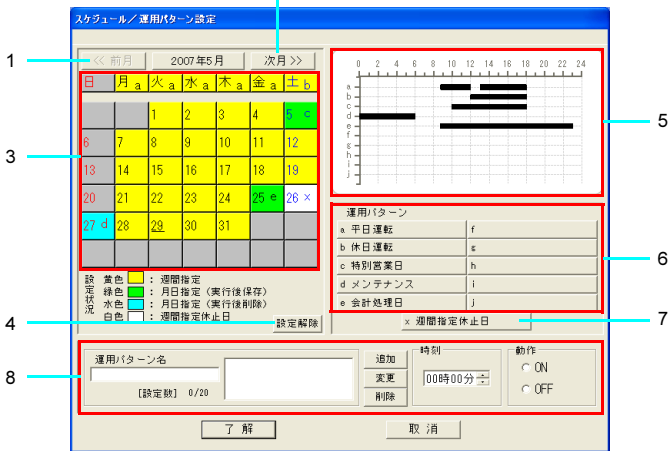 スケジュール/運用パターン設定
1
<< 前月
2007年5月
次月 >>
日 月 a 火 a 水 a 木 a 金 a 土 b
1 2 3 4 5 c
6 7 8 9 10 11 12
13 14 15 16 17 18 19
20 21 22 23 24 25 e 26 ×
27 d 28 29 30 31
3
0 2 4 6 8 10 12 14 16 18 20 22 24
a
b
c
d
e
f
g
h
i
j
5
設定状況
黄色 : 週間指定
緑色 : 月日指定(実行後保存)
水色 : 月日指定(実行後削除)
白色 : 週間指定休止日
4
設定解除
運用パターン
a 平日運転 f
b 休日運転 g
c 特別営業日 h
d メンテナンス i
e 会計処理日 j
6
× 週間指定休止日
7
8
運用パターン名
[設定数] 0/20
追加
変更
削除
時刻
00時00分
動作
ON
OFF
了 解
取 消